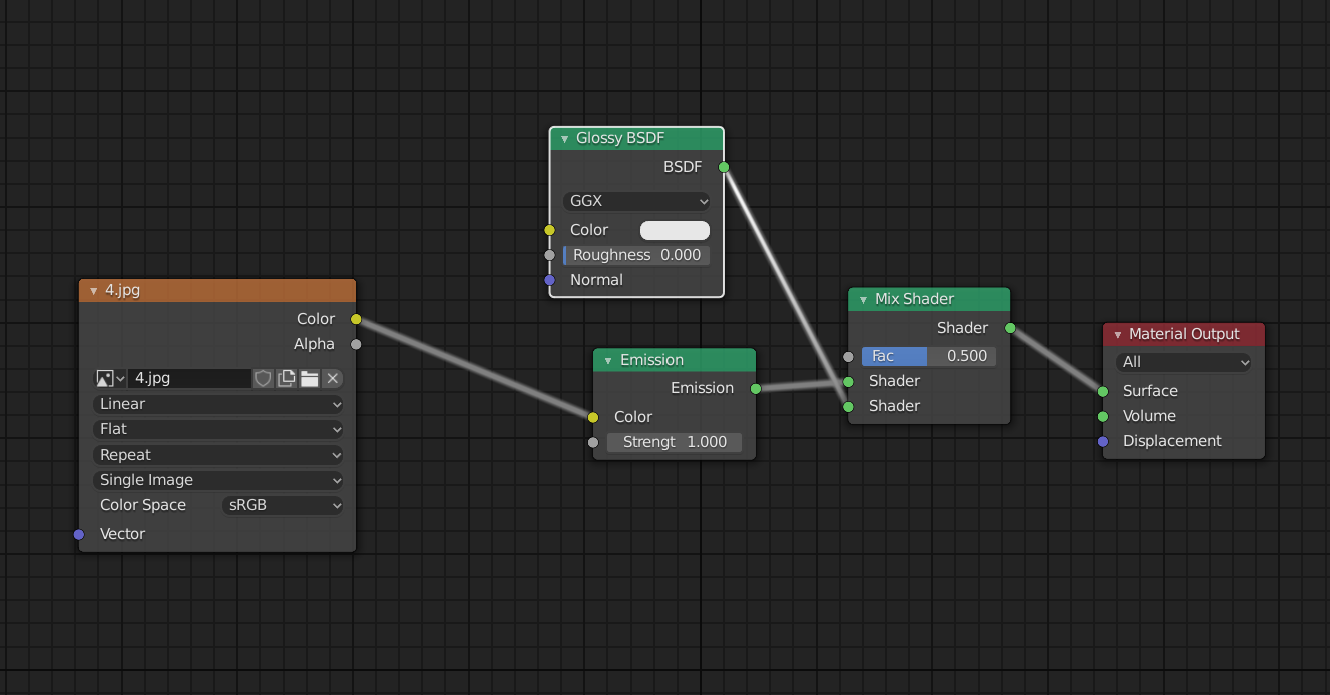 4.jpg
Color
Alpha
4.jpg
Linear
Flat
Repeat
Single Image
Color Space sRGB
Vector
Glossy BSDF
BSDF
GGX
Color
Roughness 0.000
Normal
Emission
Emission
Color
Strengt 1.000
Mix Shader
Shader
Fac 0.500
Shader
Shader
Material Output
All
Surface
Volume
Displacement